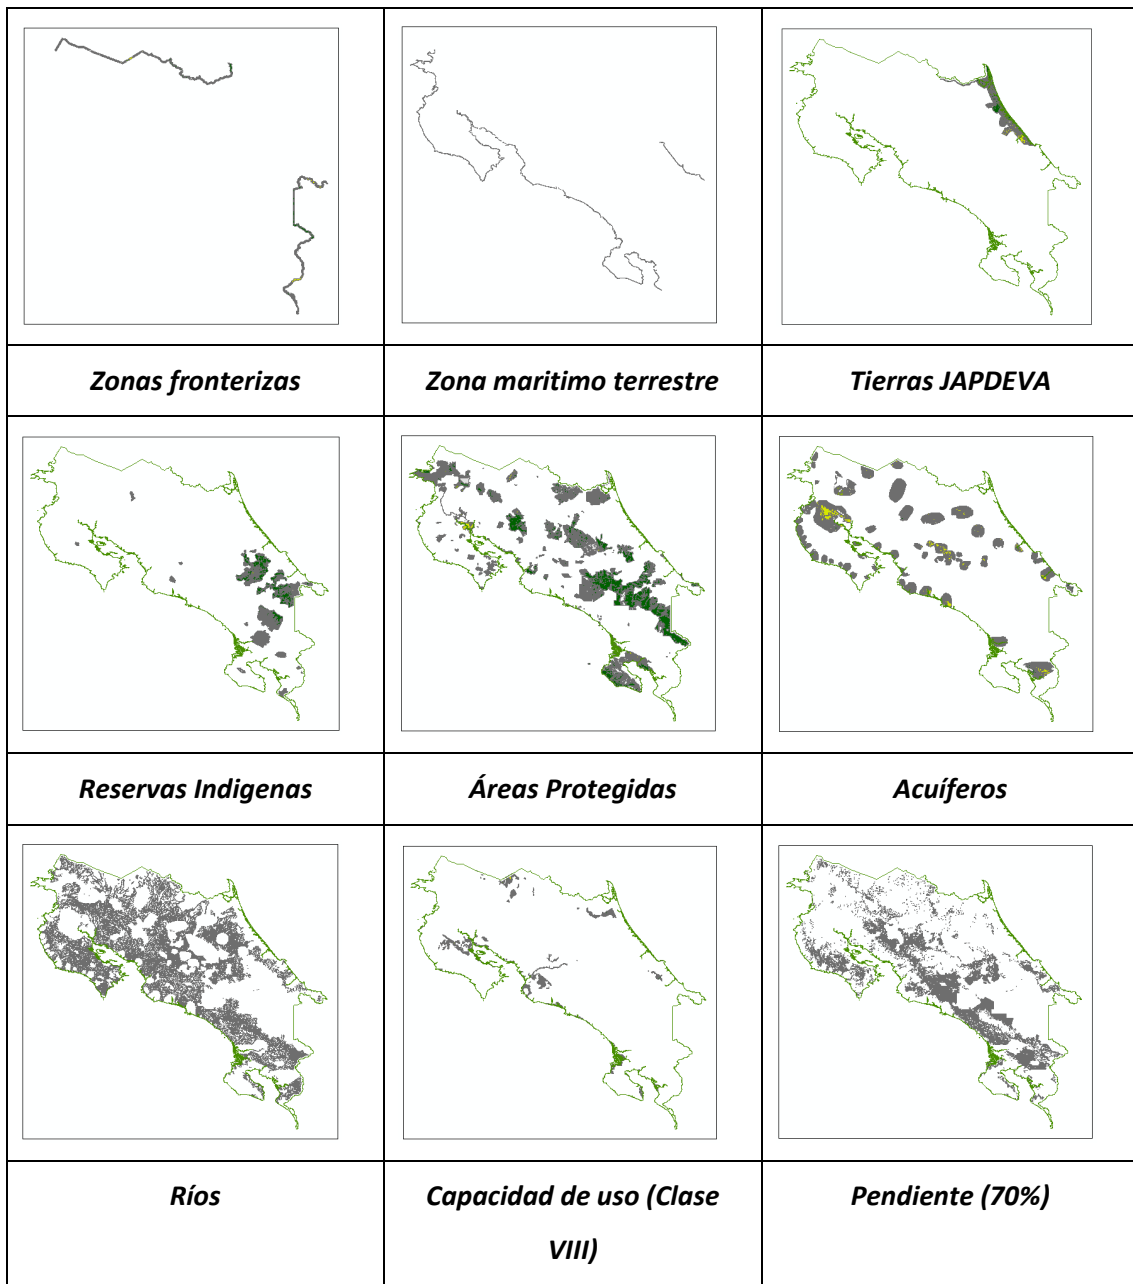 Zonas fronterizas
Zona maritimo terrestre
Tierras JAPDEVA
Reservas Indigenas
Áreas Protegidas
Acuíferos
Ríos
Capacidad de uso (Clase
VIII)
Pendiente (70%)